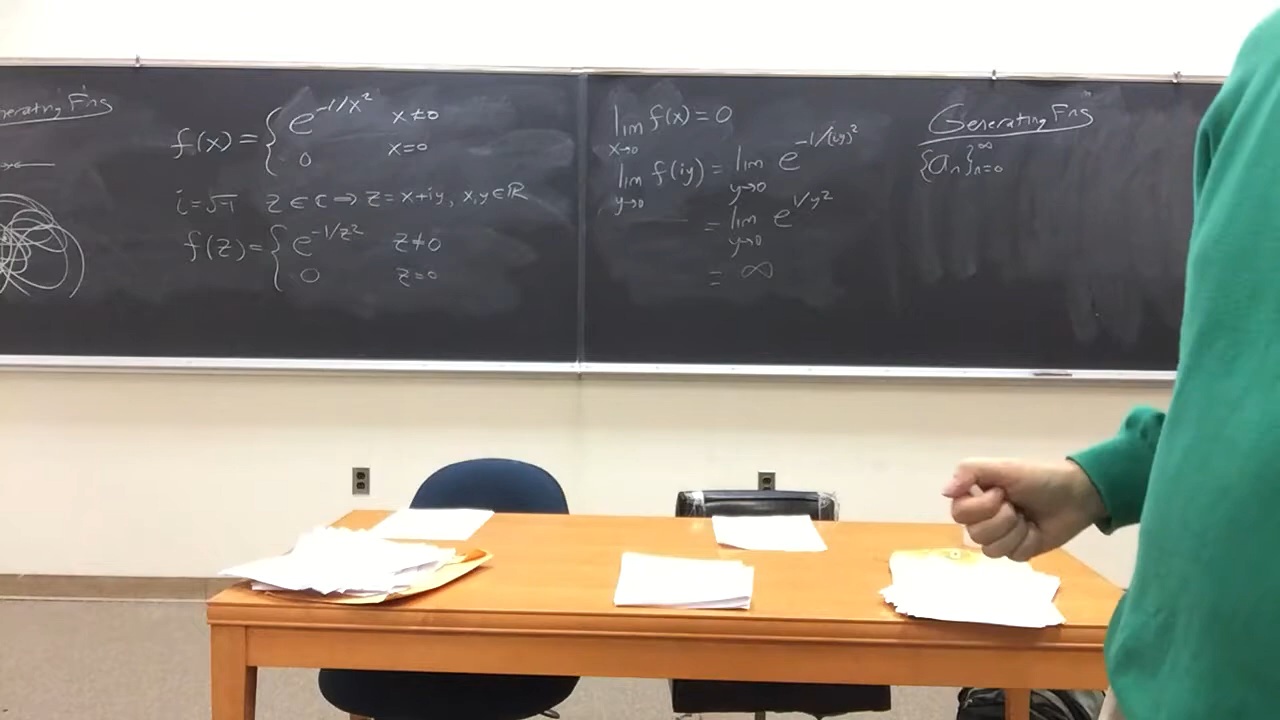 Generating Fns
f(x) = { e^{-1/x^2} x≠0
0 x=0
i=√-1 z∈ℂ ⇒ z=x+iy, x,y∈ℝ
f(z) = { e^{-1/z^2} z≠0
0 z=0
lim_{x→0} f(x) = 0
lim_{y→0} f(iy) = lim_{y→0} e^{-1/(iy)^2}
= lim_{y→0} e^{1/y^2}
= ∞
Generating Fns
{a_n}_{n=0}^∞